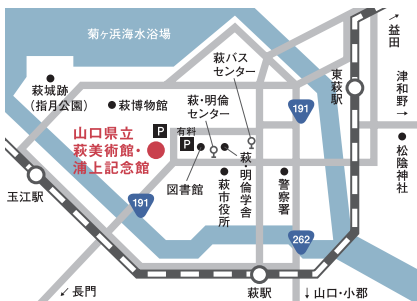 菊ヶ浜海水浴場
↗益田
萩バス
センター
萩城跡
（指月公園）
萩博物館
東萩駅
津和野→
191
萩・明倫
センター
山口県立
萩美術館・
浦上記念館
P
有料
P
松陰神社
図書館
萩・明倫学舎
萩市役所
警察署
玉江駅
191
262
↙長門
萩駅
↓山口・小郡